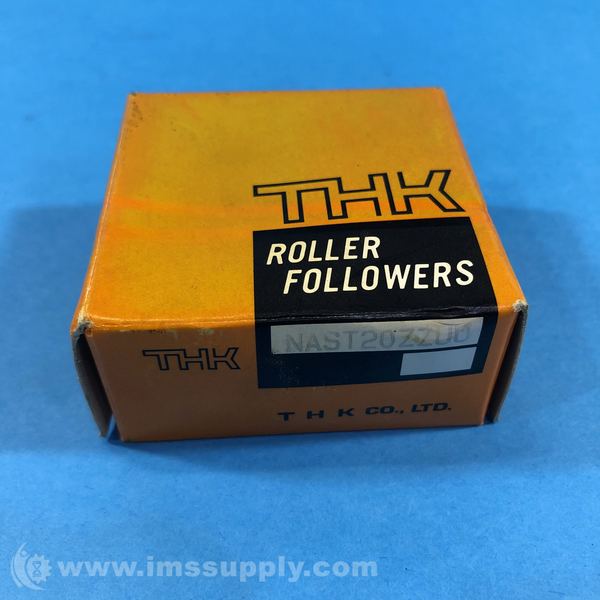 THK
ROLLER
FOLLOWERS
NAST20ZZUU
THK
T H K CO., LTD.
www.imssupply.com